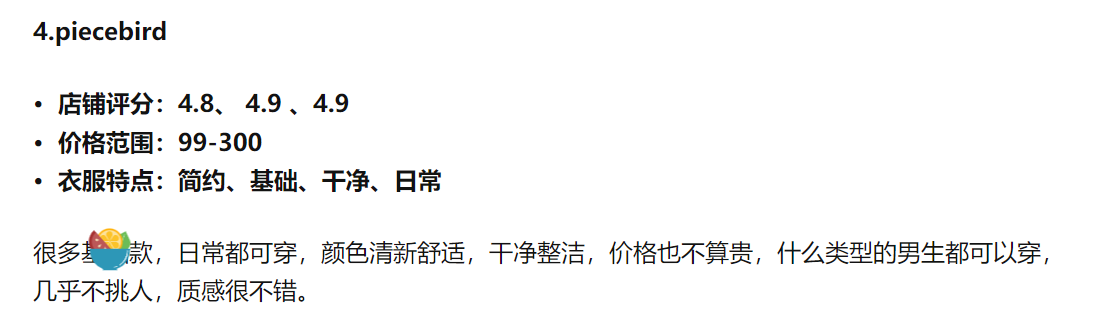 4.piecebird
• 店铺评分：4.8、 4.9 、4.9
• 价格范围：99-300
• 衣服特点：简约、基础、干净、日常
很多款，日常都可穿，颜色清新舒适，干净整洁，价格也不算贵，什么类型的男生都可以穿，
几乎不挑人，质感很不错。